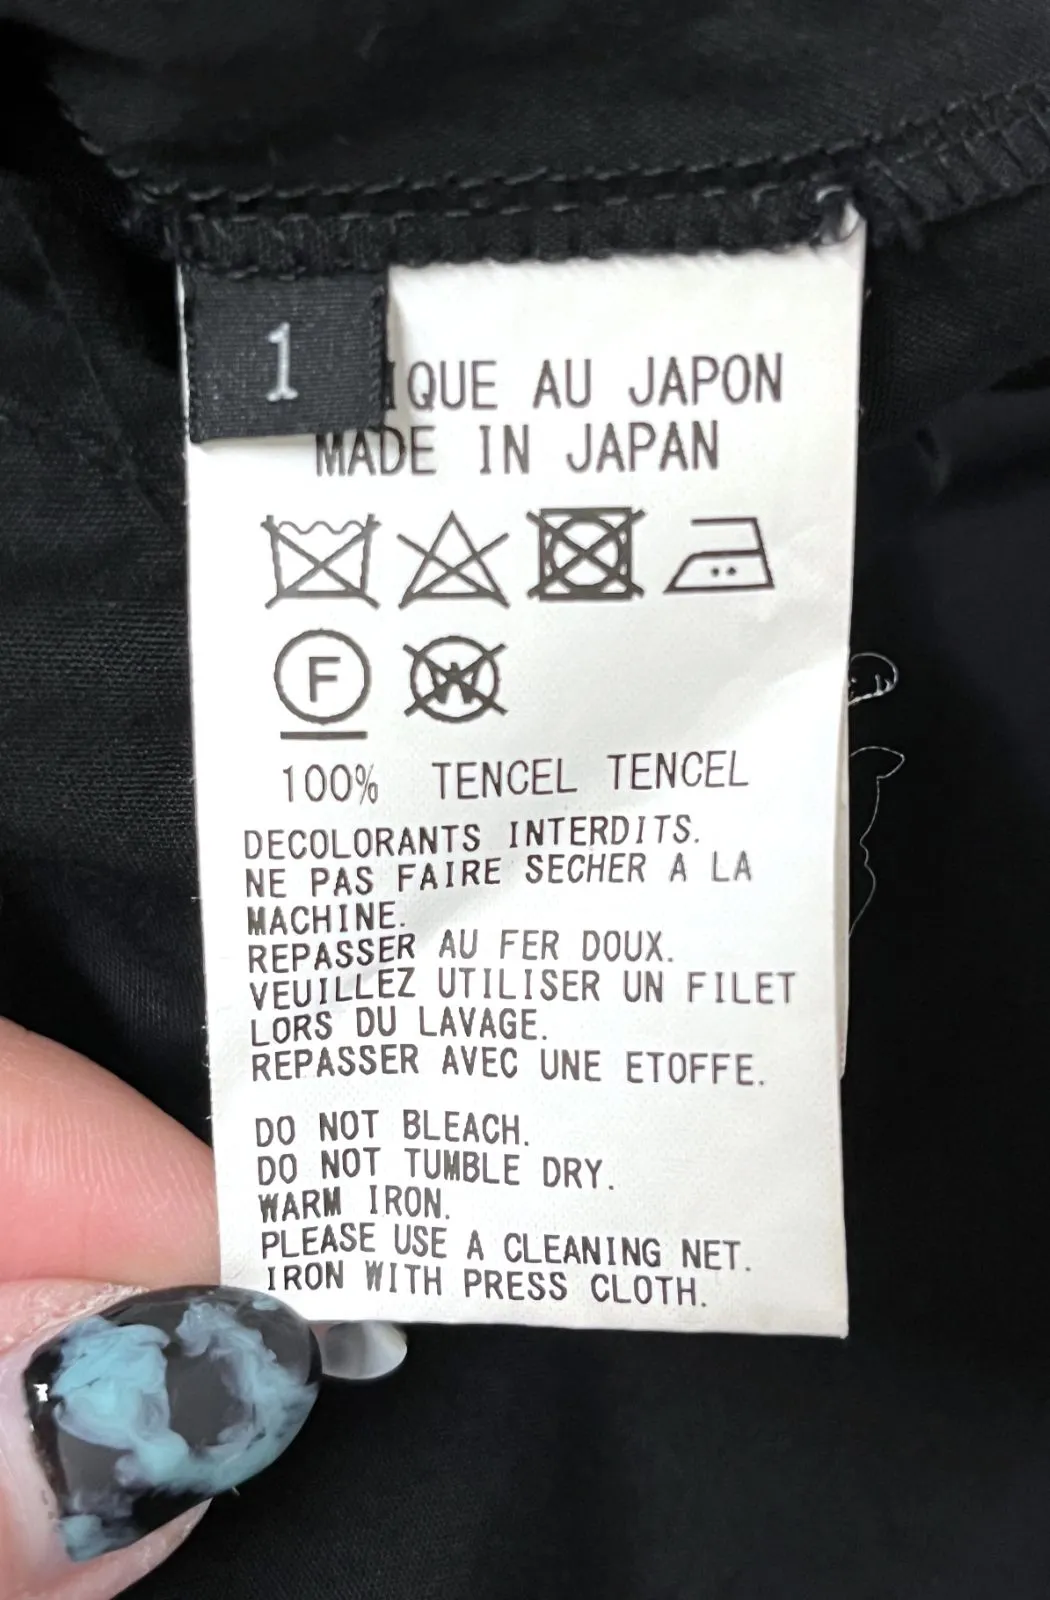 1
IQUE AU JAPON
MADE IN JAPAN
F
W
100% TENCEL TENCEL
DECOLORANTS INTERDITS.
NE PAS FAIRE SECHER A LA
MACHINE.
REPASSER AU FER DOUX.
VEUILLEZ UTILISER UN FILET
LORS DU LAVAGE.
REPASSER AVEC UNE ETOFFE.
DO NOT BLEACH.
DO NOT TUMBLE DRY.
WARM IRON.
PLEASE USE A CLEANING NET.
IRON WITH PRESS CLOTH.